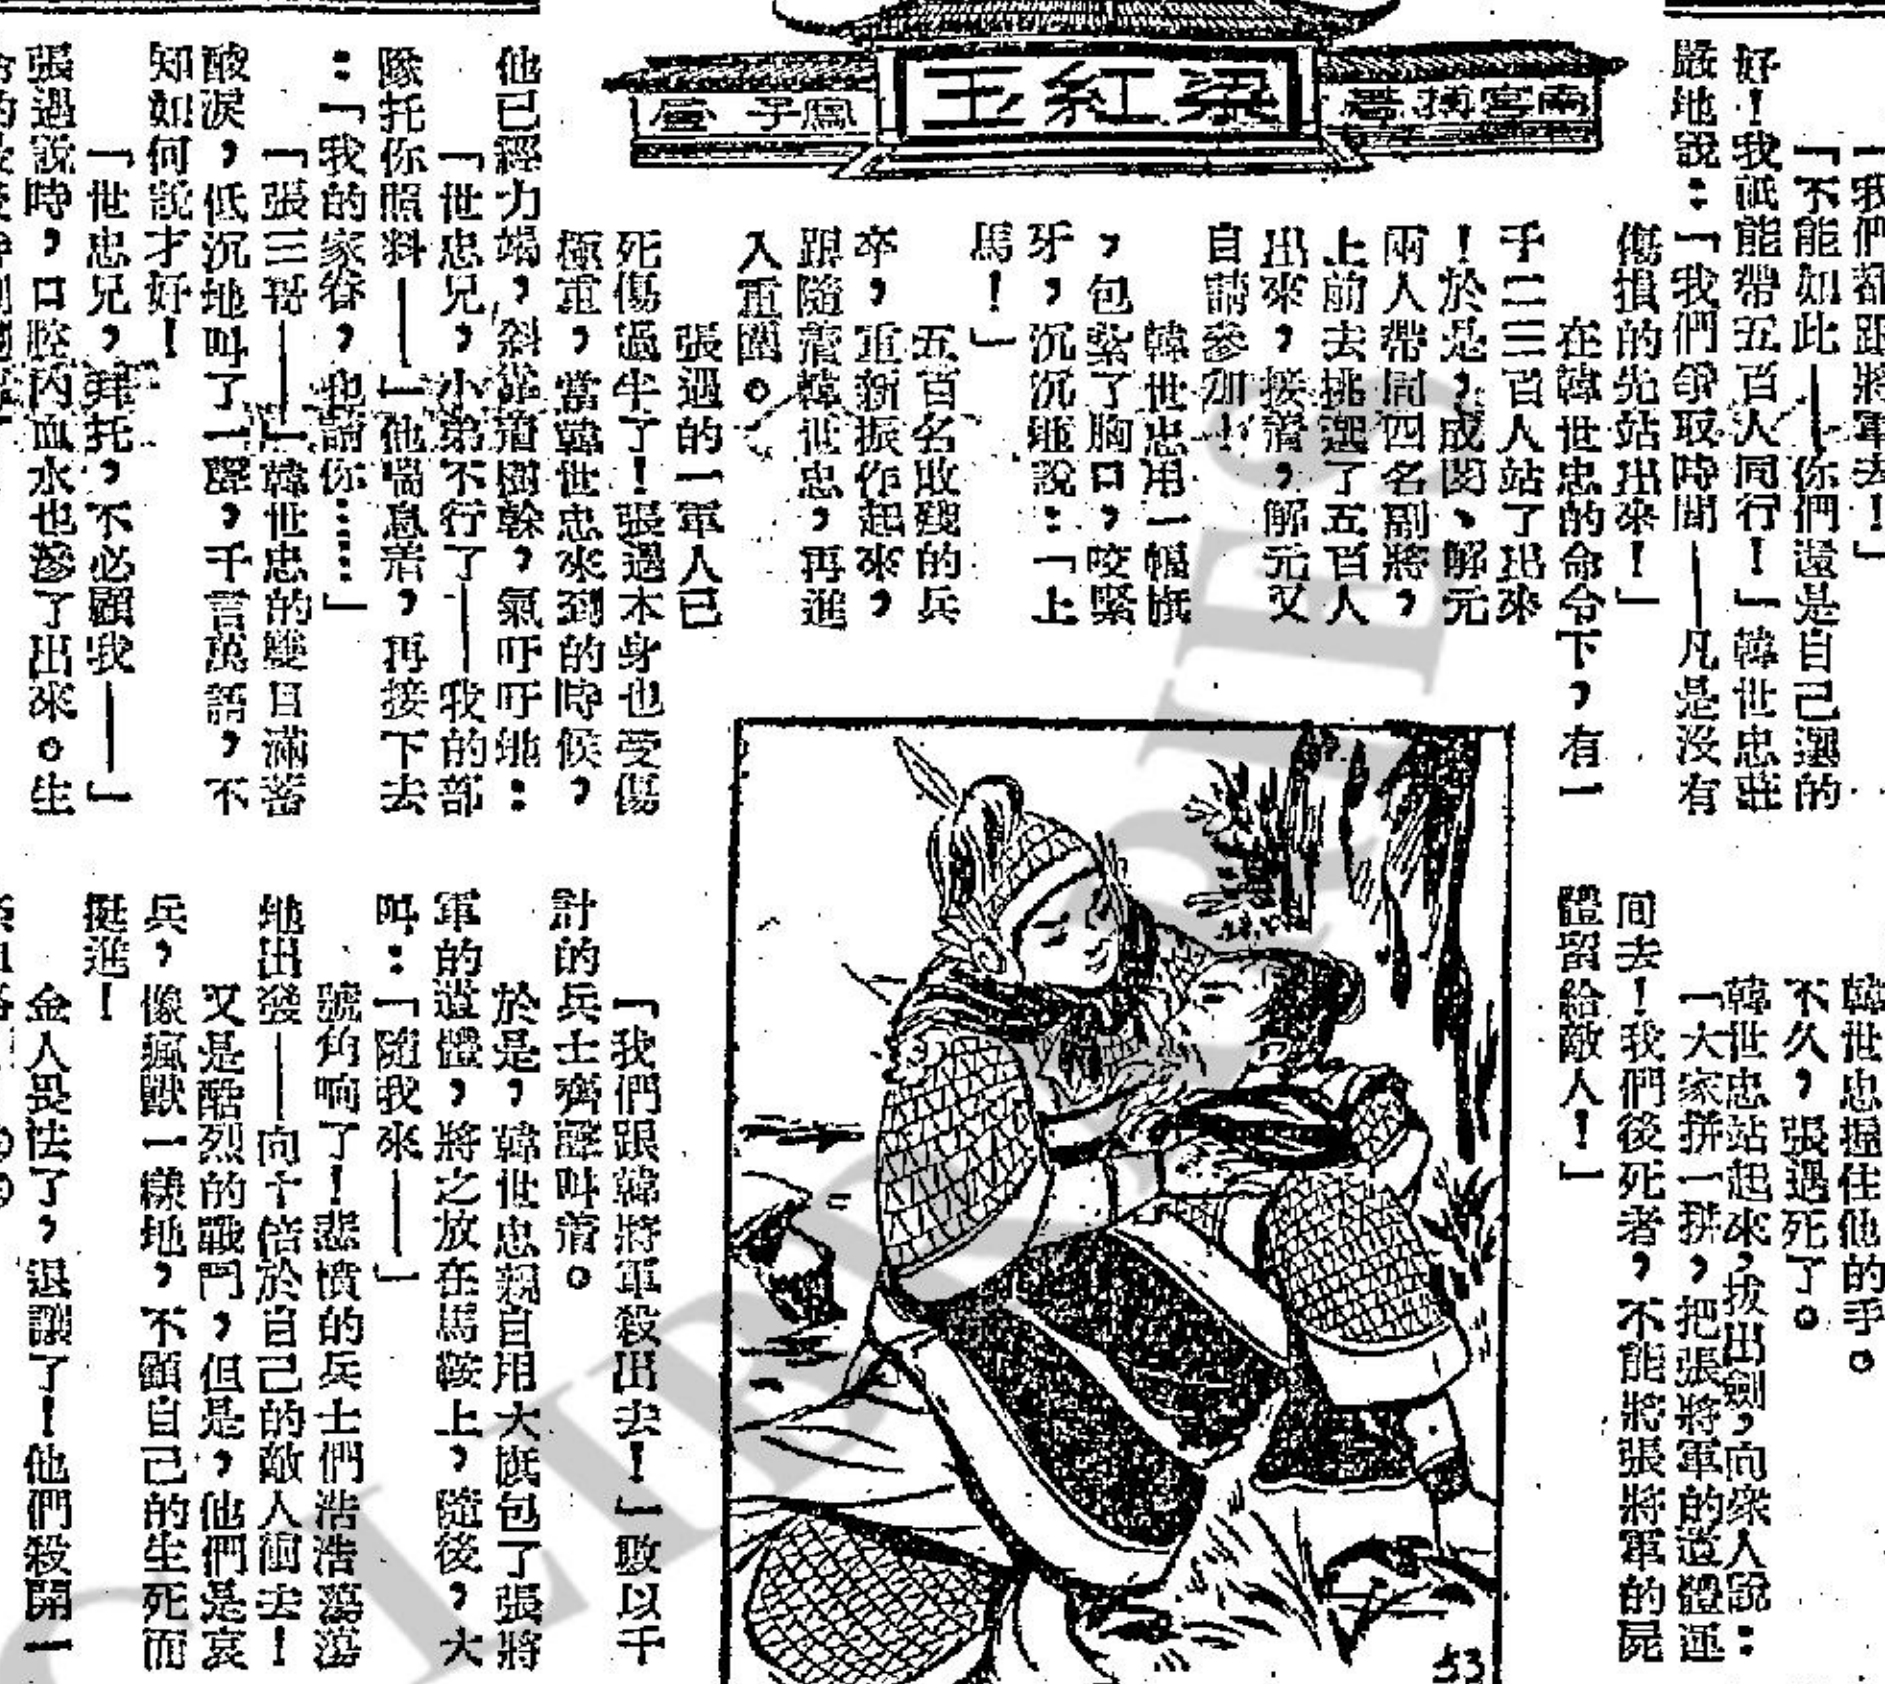 梁紅玉
南宮搏著
「我們都跟將軍去！」
「不能如此——你們還是自己選的
好！我祇能帶五百人同行！」韓世忠莊
嚴地說：「我們爭取時間——凡是沒有
傷損的先站出來！」
在韓世忠的命令下，有一
千二三百人站了出來
！於是，成閔、解元
兩人帶同四名副將，
上前去挑選了五百人
出來，接着，解元又
自請參加！
韓世忠用一幅旗
，包紮了胸口，咬緊
牙，沉沉地說：「上
馬！」
五百名敗殘的兵
卒，重新振作起來，
跟隨着韓世忠，再進
入重圍。
張遇的一軍人已
死傷過半了！張遇本身也受傷
極重，當韓世忠來到的時候，
他已經力竭，斜靠着樹幹，氣吁吁地：
「世忠兄，小弟不行了——我的部
隊托你照料——」他喘息着，再接下去
：「我的家眷，也請你……」
「張三哥——」韓世忠的雙目滿蓄
酸淚，低沉地叫了一聲，千言萬語，不
知如何說才好！
「世忠兄，拜托，不必顧我——」
張遇說時，口腔內血水也滲了出來。生
韓世忠握住他的手。
不久，張遇死了。
韓世忠站起來，拔出劍，向衆人說：
「大家拼一拼，把張將軍的遺體運
間去！我們後死者，不能將張將軍的屍
體留給敵人！」
「我們跟韓將軍殺出去！」數以千
計的兵士齊聲叫着。
於是，韓世忠親自用大旗包了張將
軍的遺體，將之放在馬鞍上，隨後，大
叫：「隨我來——」
號角响了！悲憤的兵士們浩浩蕩蕩
地出發——向十倍於自己的敵人衝去！
又是酷烈的戰鬥，但是，他們是哀
兵，像瘋獸一樣地，不顧自己的生死而
挺進！
金人畏怯了，退讓了！他們殺開一
53